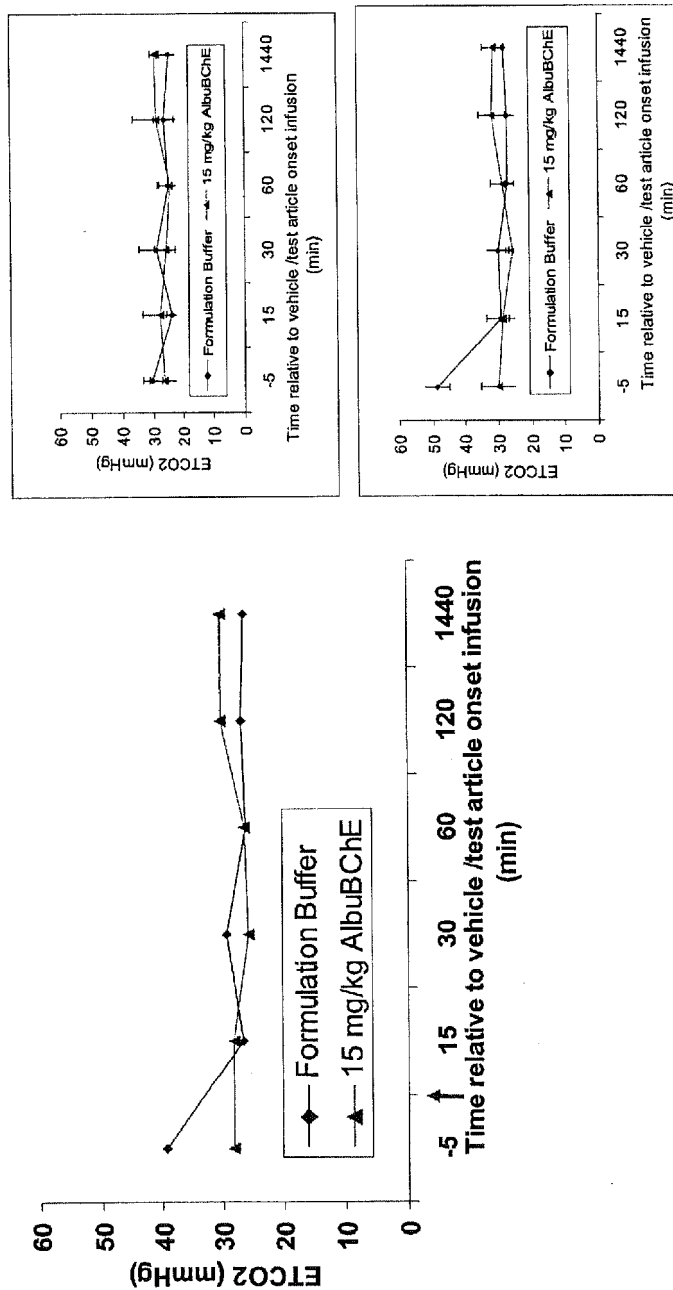 60
50
40
30
20
10
0
ETCO2 (mmHg)
Formulation Buffer
15 mg/kg AlbuBChE
-5 15 30 60 120 1440
Time relative to vehicle /test article onset infusion
(min)
60
50
40
30
20
10
0
ETCO2 (mmHg)
Formulation Buffer 15 mg/kg AlbuBChE
-5 15 30 60 120 1440
Time relative to vehicle /test article onset infusion
(min)
60
50
40
30
20
10
0
ETCO2 (mmHg)
Formulation Buffer 15 mg/kg AlbuBChE
-5 15 30 60 120 1440
Time relative to vehicle /test article onset infusion
(min)